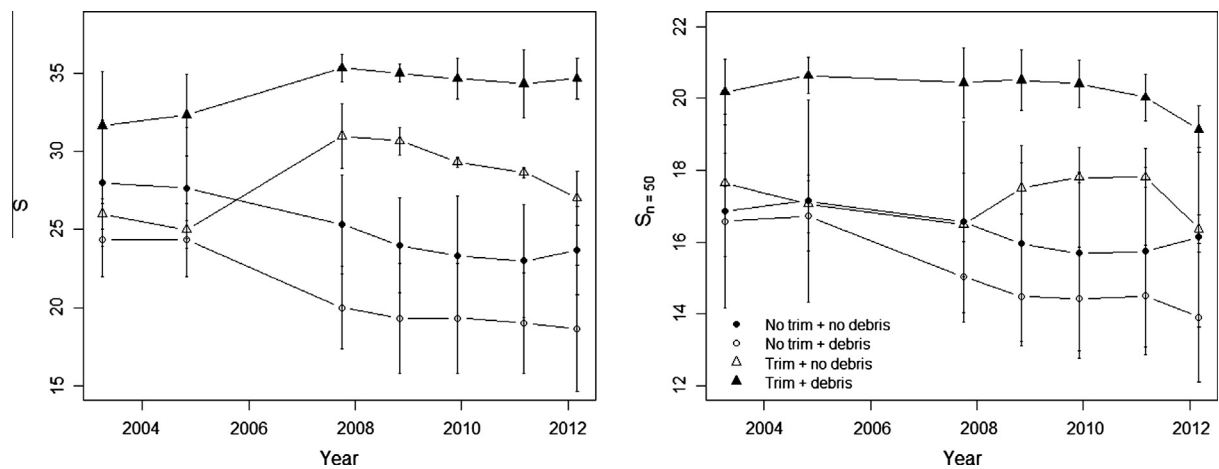 S
35
30
25
20
15
2004 2006 2008 2010 2012
Year
S n = 50
22
20
18
16
14
12
No trim + no debris
No trim + debris
Trim + no debris
Trim + debris
2004 2006 2008 2010 2012
Year